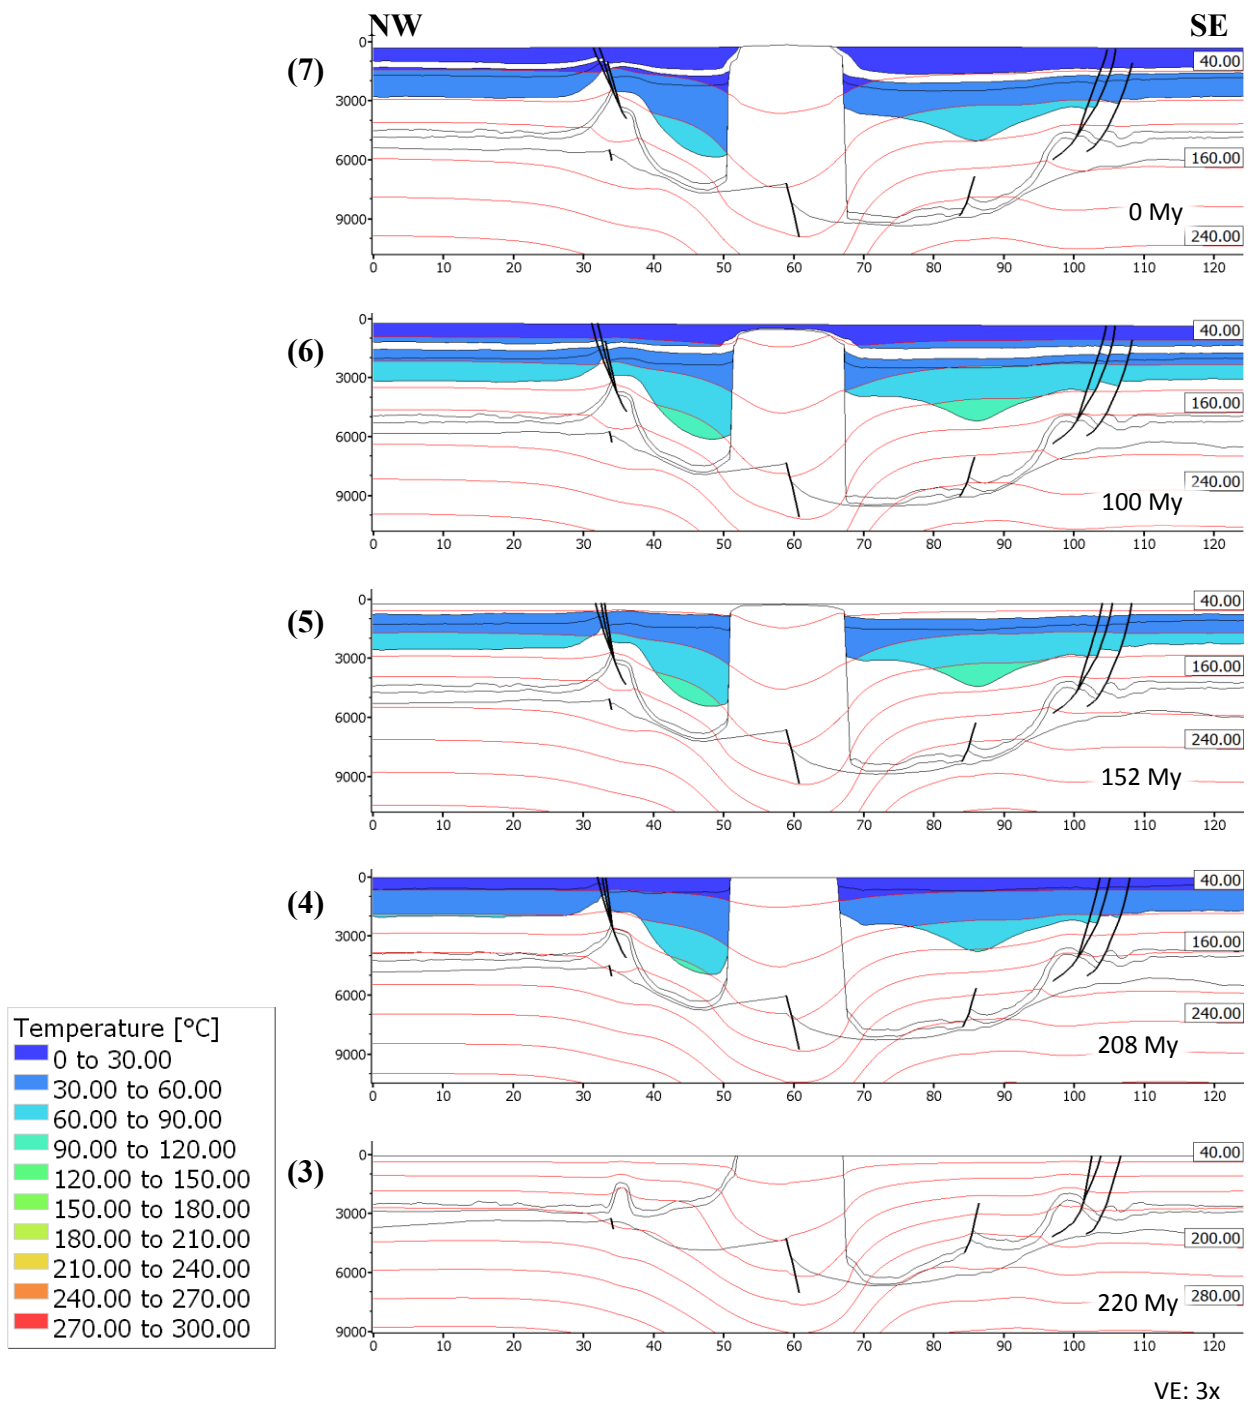 NW SE
(7)
0
3000
6000
9000
40.00
160.00
240.00
0 My
0 10 20 30 40 50 60 70 80 90 100 110 120
(6)
0
3000
6000
9000
40.00
160.00
240.00
100 My
0 10 20 30 40 50 60 70 80 90 100 110 120
(5)
0
3000
6000
9000
40.00
160.00
240.00
152 My
0 10 20 30 40 50 60 70 80 90 100 110 120
(4)
0
3000
6000
9000
40.00
160.00
240.00
208 My
0 10 20 30 40 50 60 70 80 90 100 110 120
(3)
0
3000
6000
9000
40.00
200.00
280.00
220 My
0 10 20 30 40 50 60 70 80 90 100 110 120
Temperature [°C]
0 to 30.00
30.00 to 60.00
60.00 to 90.00
90.00 to 120.00
120.00 to 150.00
150.00 to 180.00
180.00 to 210.00
210.00 to 240.00
240.00 to 270.00
270.00 to 300.00
VE: 3x